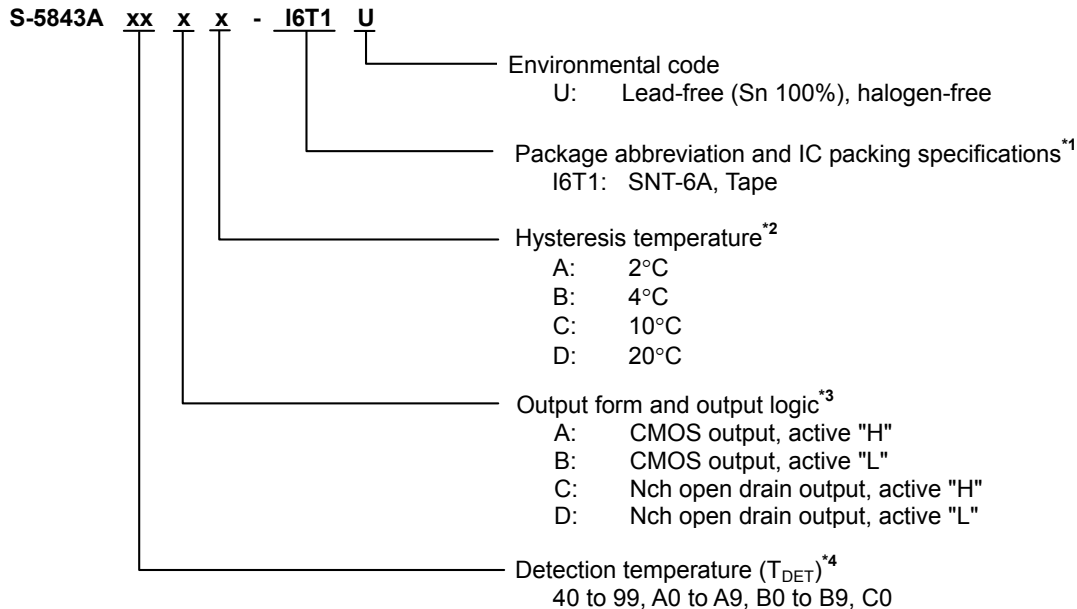 S-5843A xx x x - I6T1 U
Environmental code
U: Lead-free (Sn 100%), halogen-free
Package abbreviation and IC packing specifications*1
I6T1: SNT-6A, Tape
Hysteresis temperature*2
A: 2°C
B: 4°C
C: 10°C
D: 20°C
Output form and output logic*3
A: CMOS output, active "H"
B: CMOS output, active "L"
C: Nch open drain output, active "H"
D: Nch open drain output, active "L"
Detection temperature (TDET)*4
40 to 99, A0 to A9, B0 to B9, C0